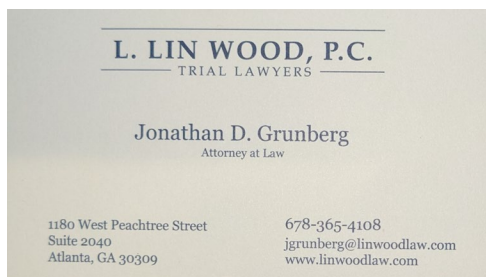 L. LIN WOOD, P.C.
TRIAL LAWYERS
Jonathan D. Grunberg
Attorney at Law
1180 West Peachtree Street
Suite 2040
Atlanta, GA 30309
678-365-4108
jgrunberg@linwoodlaw.com
www.linwoodlaw.com